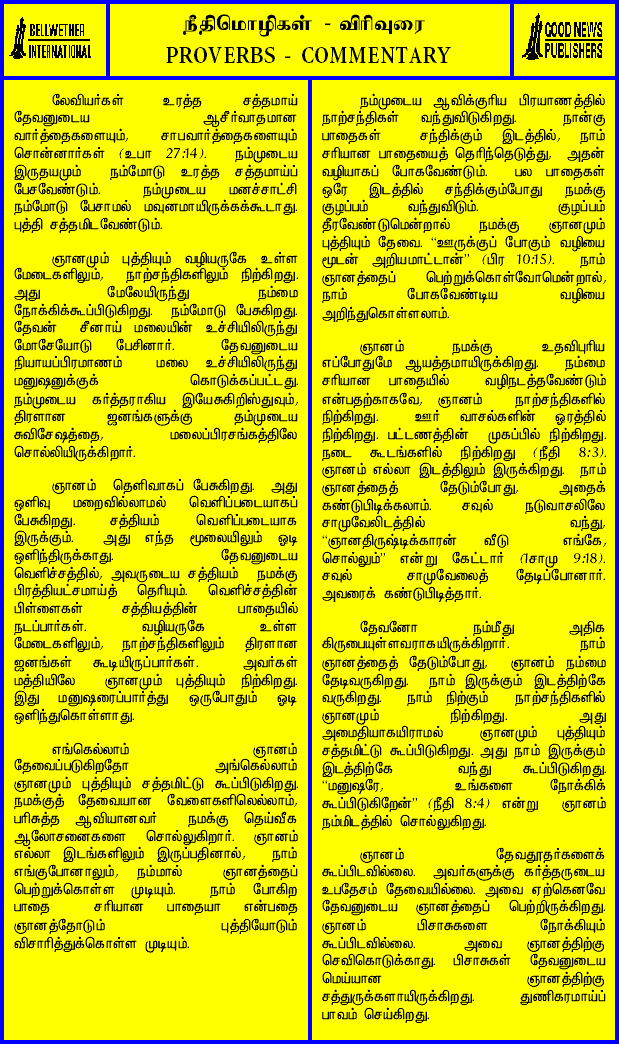 BELLWETHER
INTERNATIONAL
நீதிமொழிகள் - விரிவுரை
PROVERBS - COMMENTARY
GOOD NEWS
PUBLISHERS
லேவியர்கள் உரத்த சத்தமாய்
தேவனுடைய ஆசீர்வாதமான
வார்த்தைகளையும், சாபவார்த்தைகளையும்
சொன்னார்கள் (உபா 27:14). நம்முடைய
இருதயமும் நம்மோடு உரத்த சத்தமாய்ப்
பேசவேண்டும். நம்முடைய மனச்சாட்சி
நம்மோடு பேசாமல் மவுனமாயிருக்கக்கூடாது.
புத்தி சத்தமிடவேண்டும்.
ஞானமும் புத்தியும் வழியருகே உள்ள
மேடைகளிலும், நாற்சந்திகளிலும் நிற்கிறது.
அது மேலேயிருந்து நம்மை
நோக்கிக்கூப்பிடுகிறது. நம்மோடு பேசுகிறது.
தேவன் சீனாய் மலையின் உச்சியிலிருந்து
மோசேயோடு பேசினார். தேவனுடைய
நியாயப்பிரமாணம் மலை உச்சியிலிருந்து
மனுஷனுக்குக் கொடுக்கப்பட்டது.
நம்முடைய கர்த்தராகிய இயேசுகிறிஸ்துவும்,
திரளான ஜனங்களுக்கு தம்முடைய
சுவிசேஷத்தை, மலைப்பிரசங்கத்திலே
சொல்லியிருக்கிறார்.
ஞானம் தெளிவாகப் பேசுகிறது. அது
ஒளிவு மறைவில்லாமல் வெளிப்படையாகப்
பேசுகிறது. சத்தியம் வெளிப்படையாக
இருக்கும். அது எந்த மூலையிலும் ஓடி
ஒளிந்திருக்காது. தேவனுடைய
வெளிச்சத்தில், அவருடைய சத்தியம் நமக்கு
பிரத்தியட்சமாய்த் தெரியும். வெளிச்சத்தின்
பிள்ளைகள் சத்தியத்தின் பாதையில்
நடப்பார்கள். வழியருகே உள்ள
மேடைகளிலும், நாற்சந்திகளிலும் திரளான
ஜனங்கள் கூடியிருப்பார்கள். அவர்கள்
மத்தியிலே ஞானமும் புத்தியும் நிற்கிறது.
இது மனுஷரைப்பார்த்து ஒருபோதும் ஓடி
ஒளிந்துகொள்ளாது.
எங்கெல்லாம் ஞானம்
தேவைப்படுகிறதோ அங்கெல்லாம்
ஞானமும் புத்தியும் சத்தமிட்டு கூப்பிடுகிறது.
நமக்குத் தேவையான வேளைகளிலெல்லாம்,
பரிசுத்த ஆவியானவர் நமக்கு தெய்வீக
ஆலோசனைகளை சொல்லுகிறார். ஞானம்
எல்லா இடங்களிலும் இருப்பதினால், நாம்
எங்குபோனாலும், நம்மால் ஞானத்தைப்
பெற்றுக்கொள்ள முடியும். நாம் போகிற
பாதை சரியான பாதையா என்பதை
ஞானத்தோடும் புத்தியோடும்
விசாரித்துக்கொள்ள முடியும்.
நம்முடைய ஆவிக்குரிய பிரயாணத்தில்
நாற்சந்திகள் வந்துவிடுகிறது. நான்கு
பாதைகள் சந்திக்கும் இடத்தில், நாம்
சரியான பாதையைத் தெரிந்தெடுத்து, அதன்
வழியாகப் போகவேண்டும். பல பாதைகள்
ஒரே இடத்தில் சந்திக்கும்போது நமக்கு
குழப்பம் வந்துவிடும். குழப்பம்
தீரவேண்டுமென்றால் நமக்கு ஞானமும்
புத்தியும் தேவை. "ஊருக்குப் போகும் வழியை
மூடன் அறியமாட்டான்" (பிர 10:15). நாம்
ஞானத்தைப் பெற்றுக்கொள்வோமென்றால்,
நாம் போகவேண்டிய வழியை
அறிந்துகொள்ளலாம்.
ஞானம் நமக்கு உதவிபுரிய
எப்போதுமே ஆயத்தமாயிருக்கிறது. நம்மை
சரியான பாதையில் வழிநடத்தவேண்டும்
என்பதற்காகவே, ஞானம் நாற்சந்திகளில்
நிற்கிறது. ஊர் வாசல்களின் ஓரத்தில்
நிற்கிறது. பட்டணத்தின் முகப்பில் நிற்கிறது.
நடை கூடங்களில் நிற்கிறது (நீதி 8:3).
ஞானம் எல்லா இடத்திலும் இருக்கிறது. நாம்
ஞானத்தைத் தேடும்போது, அதைக்
கண்டுபிடிக்கலாம். சவுல் நடுவாசலிலே
சாமுவேலிடத்தில் வந்து,
"ஞானதிருஷ்டிக்காரன் வீடு எங்கே,
சொல்லும்" என்று கேட்டார் (1சாமு 9:18).
சவுல் சாமுவேலைத் தேடிப்போனார்.
அவரைக் கண்டுபிடித்தார்.
தேவனோ நம்மீது அதிக
கிருபையுள்ளவராகயிருக்கிறார். நாம்
ஞானத்தைத் தேடும்போது, ஞானம் நம்மை
தேடிவருகிறது. நாம் இருக்கும் இடத்திற்கே
வருகிறது. நாம் நிற்கும் நாற்சந்திகளில்
ஞானமும் நிற்கிறது. அது
அமைதியாகயிராமல் ஞானமும் புத்தியும்
சத்தமிட்டு கூப்பிடுகிறது. அது நாம் இருக்கும்
இடத்திற்கே வந்து கூப்பிடுகிறது.
"மனுஷரே, உங்களை நோக்கிக்
கூப்பிடுகிறேன்" (நீதி 8:4) என்று ஞானம்
நம்மிடத்தில் சொல்லுகிறது.
ஞானம் தேவதூதர்களைக்
கூப்பிடவில்லை. அவர்களுக்கு கர்த்தருடைய
உபதேசம் தேவையில்லை. அவை ஏற்கெனவே
தேவனுடைய ஞானத்தைப் பெற்றிருக்கிறது.
ஞானம் பிசாசுகளை நோக்கியும்
கூப்பிடவில்லை. அவை ஞானத்திற்கு
செவிகொடுக்காது. பிசாசுகள் தேவனுடைய
மெய்யான ஞானத்திற்கு
சத்துருக்களாயிருக்கிறது. துணிகரமாய்ப்
பாவம் செய்கிறது.